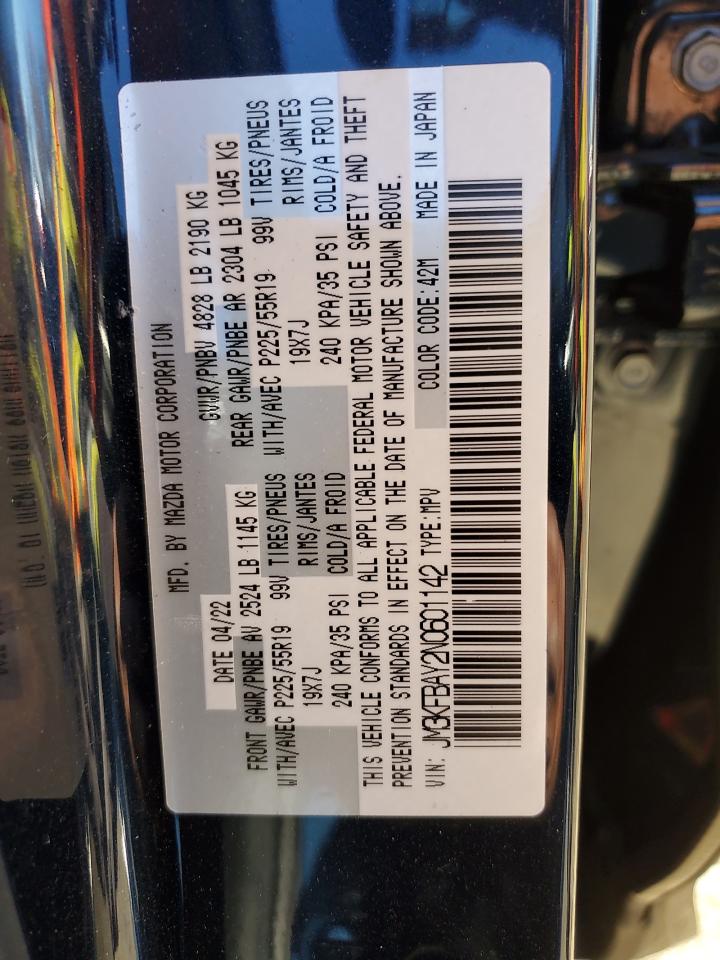 MFD. BY MAZDA MOTOR CORPORATION
DATE 04/22 GVWR/PNBV 4828 LB 2190 KG
FRONT GAWR/PNBE AV 2524 LB 1145 KG REAR GAWR/PNBE AR 2304 LB 1045 KG
WITH/AVEC P225/55R19 99V TIRES/PNEUS WITH/AVEC P225/55R19 99V TIRES/PNEUS
19X7J RIMS/JANTES 19X7J RIMS/JANTES
240 KPA/35 PSI COLD/A FROID 240 KPA/35 PSI COLD/A FROID
THIS VEHICLE CONFORMS TO ALL APPLICABLE FEDERAL MOTOR VEHICLE SAFETY AND THEFT
PREVENTION STANDARDS IN EFFECT ON THE DATE OF MANUFACTURE SHOWN ABOVE.
VIN: JM3KFBAY2N0601142 TYPE:MPV COLOR CODE:42M MADE IN JAPAN